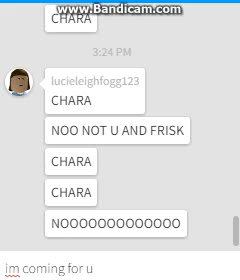 www.Bandicam.com
CHARA
3:24 PM
lucieleighfogg123
CHARA
NOO NOT U AND FRISK
CHARA
CHARA
NOOOOOOOOOOOOO
im coming for u